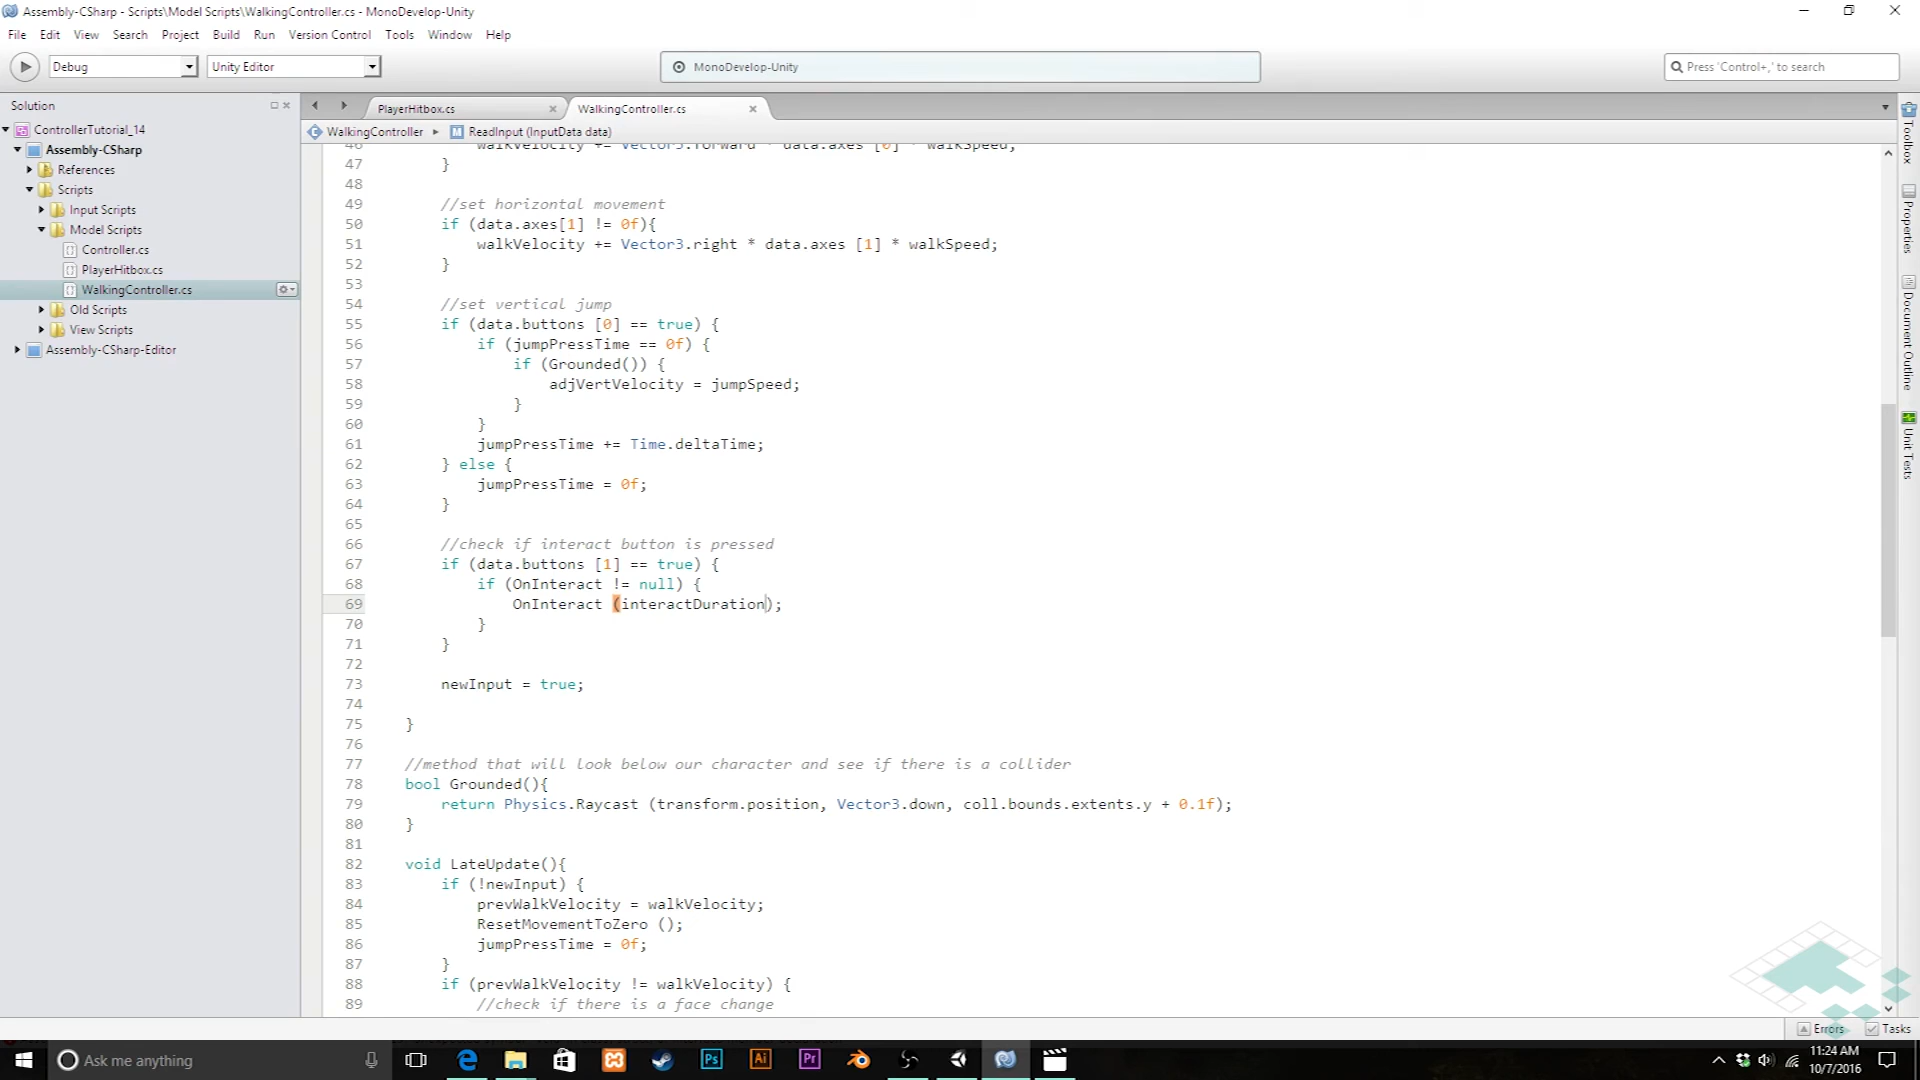 Assembly-CSharp - Scripts\Model Scripts\WalkingController.cs - MonoDevelop-Unity
File Edit View Search Project Build Run Version Control Tools Window Help
Debug Unity Editor MonoDevelop-Unity Press 'Control+,' to search
Solution
ControllerTutorial_14
Assembly-CSharp
References
Scripts
Input Scripts
Model Scripts
Controller.cs
PlayerHitbox.cs
WalkingController.cs
Old Scripts
View Scripts
Assembly-CSharp-Editor
PlayerHitbox.cs WalkingController.cs
WalkingController ReadInput (InputData data)
46 walkVelocity += Vector3.forward * data.axes [0] * walkSpeed;
47 }
48
49 //set horizontal movement
50 if (data.axes[1] != 0f){
51 walkVelocity += Vector3.right * data.axes [1] * walkSpeed;
52 }
53
54 //set vertical jump
55 if (data.buttons [0] == true) {
56 if (jumpPressTime == 0f) {
57 if (Grounded()) {
58 adjVertVelocity = jumpSpeed;
59 }
60 }
61 jumpPressTime += Time.deltaTime;
62 } else {
63 jumpPressTime = 0f;
64 }
65
66 //check if interact button is pressed
67 if (data.buttons [1] == true) {
68 if (OnInteract != null) {
69 OnInteract (interactDuration);
70 }
71 }
72
73 newInput = true;
74
75 }
76
77 //method that will look below our character and see if there is a collider
78 bool Grounded(){
79 return Physics.Raycast (transform.position, Vector3.down, coll.bounds.extents.y + 0.1f);
80 }
81
82 void LateUpdate(){
83 if (!newInput) {
84 prevWalkVelocity = walkVelocity;
85 ResetMovementToZero ();
86 jumpPressTime = 0f;
87 }
88 if (prevWalkVelocity != walkVelocity) {
89 //check if there is a face change
Toolbox
Properties
Document Outline
Unit Tests
Errors Tasks
Ask me anything
Ps
Ai
Pr
11:24 AM
10/7/2016